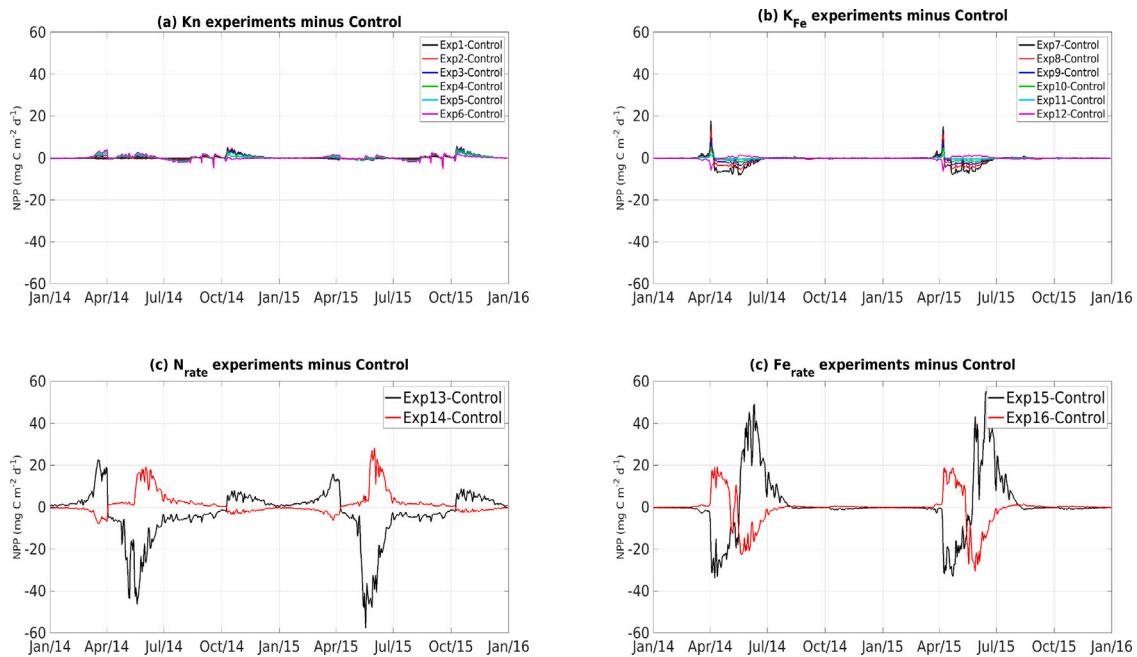 (a) Kn experiments minus Control
60
40
20
0
-20
-40
-60
NPP (mg C m⁻² d⁻¹)
Exp1-Control
Exp2-Control
Exp3-Control
Exp4-Control
Exp5-Control
Exp6-Control
Jan/14 Apr/14 Jul/14 Oct/14 Jan/15 Apr/15 Jul/15 Oct/15 Jan/16
(b) K_Fe experiments minus Control
60
40
20
0
-20
-40
-60
NPP (mg C m⁻² d⁻¹)
Exp7-Control
Exp8-Control
Exp9-Control
Exp10-Control
Exp11-Control
Exp12-Control
Jan/14 Apr/14 Jul/14 Oct/14 Jan/15 Apr/15 Jul/15 Oct/15 Jan/16
(c) N_rate experiments minus Control
60
40
20
0
-20
-40
-60
NPP (mg C m⁻² d⁻¹)
Exp13-Control
Exp14-Control
Jan/14 Apr/14 Jul/14 Oct/14 Jan/15 Apr/15 Jul/15 Oct/15 Jan/16
(c) Fe_rate experiments minus Control
60
40
20
0
-20
-40
-60
NPP (mg C m⁻² d⁻¹)
Exp15-Control
Exp16-Control
Jan/14 Apr/14 Jul/14 Oct/14 Jan/15 Apr/15 Jul/15 Oct/15 Jan/16